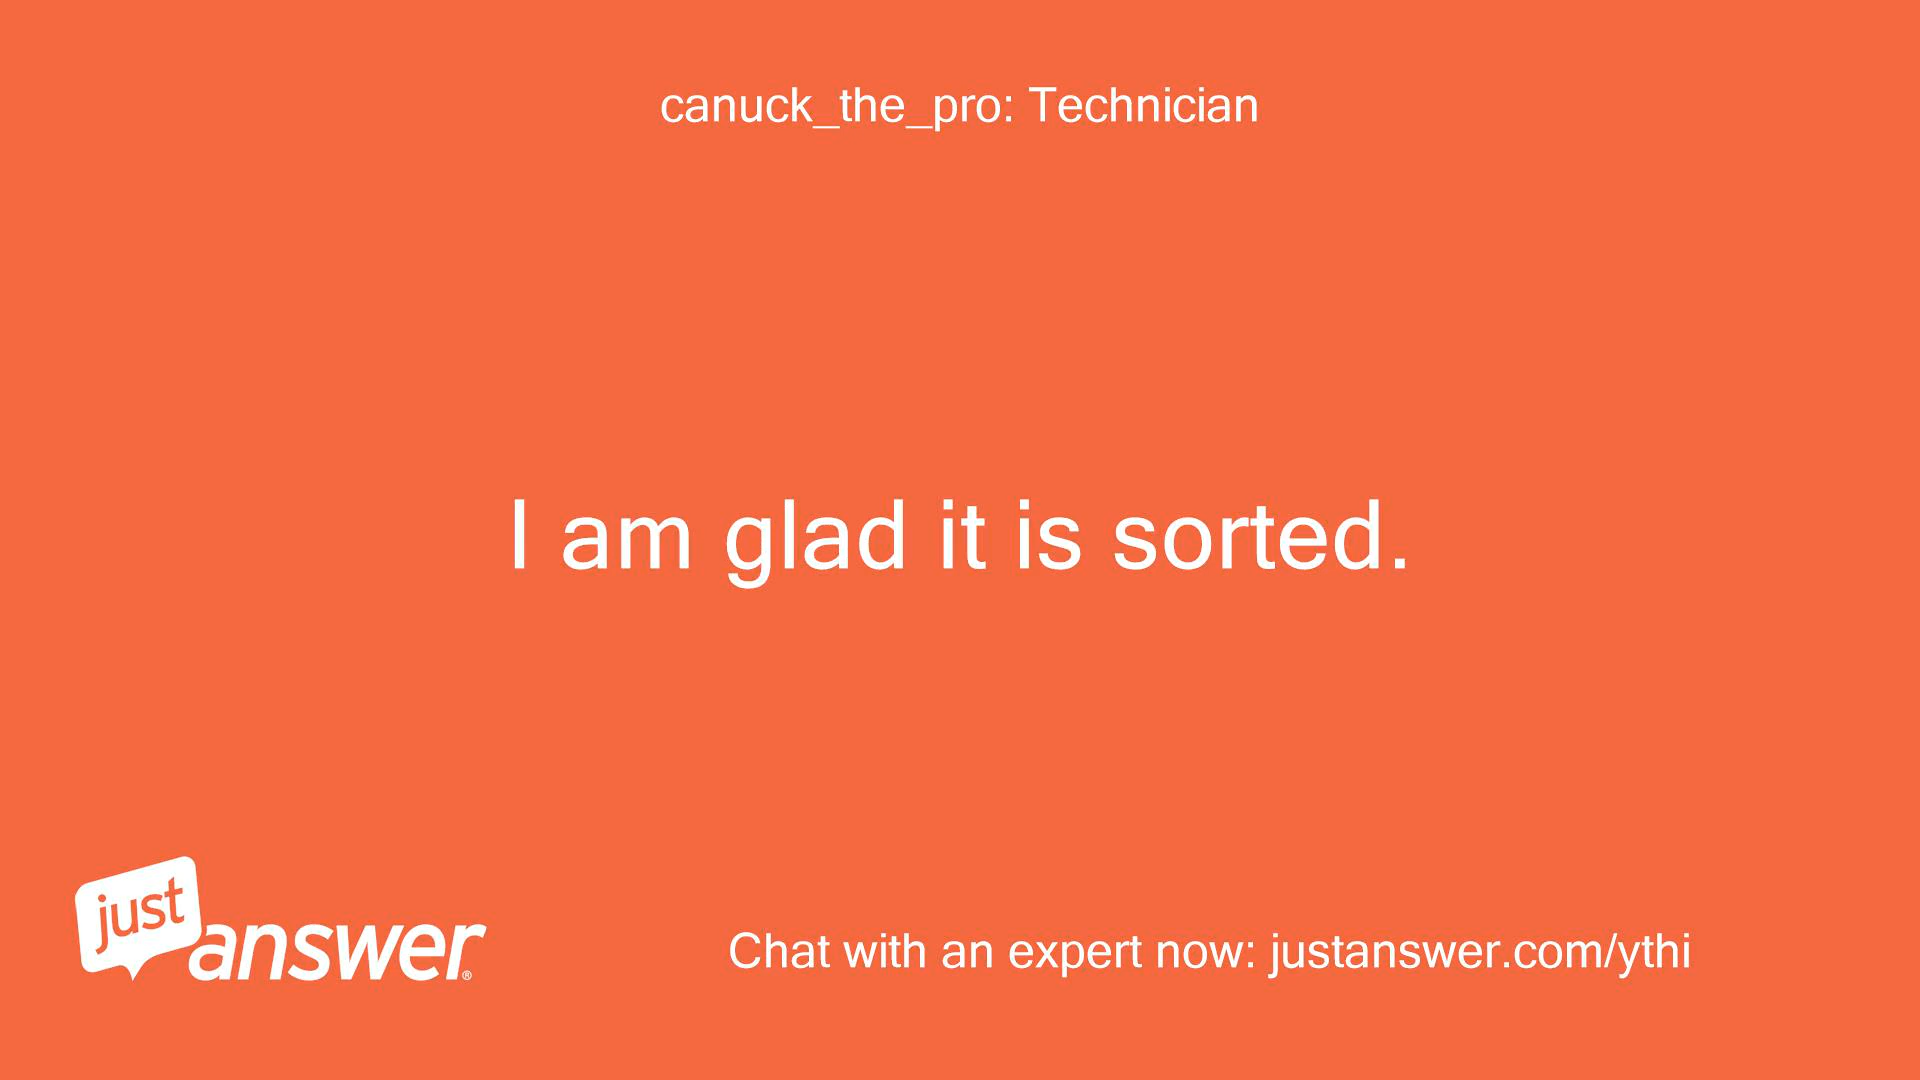 canuck_the_pro: Technician
I am glad it is sorted.
just
answer®
Chat with an expert now: justanswer.com/ythi